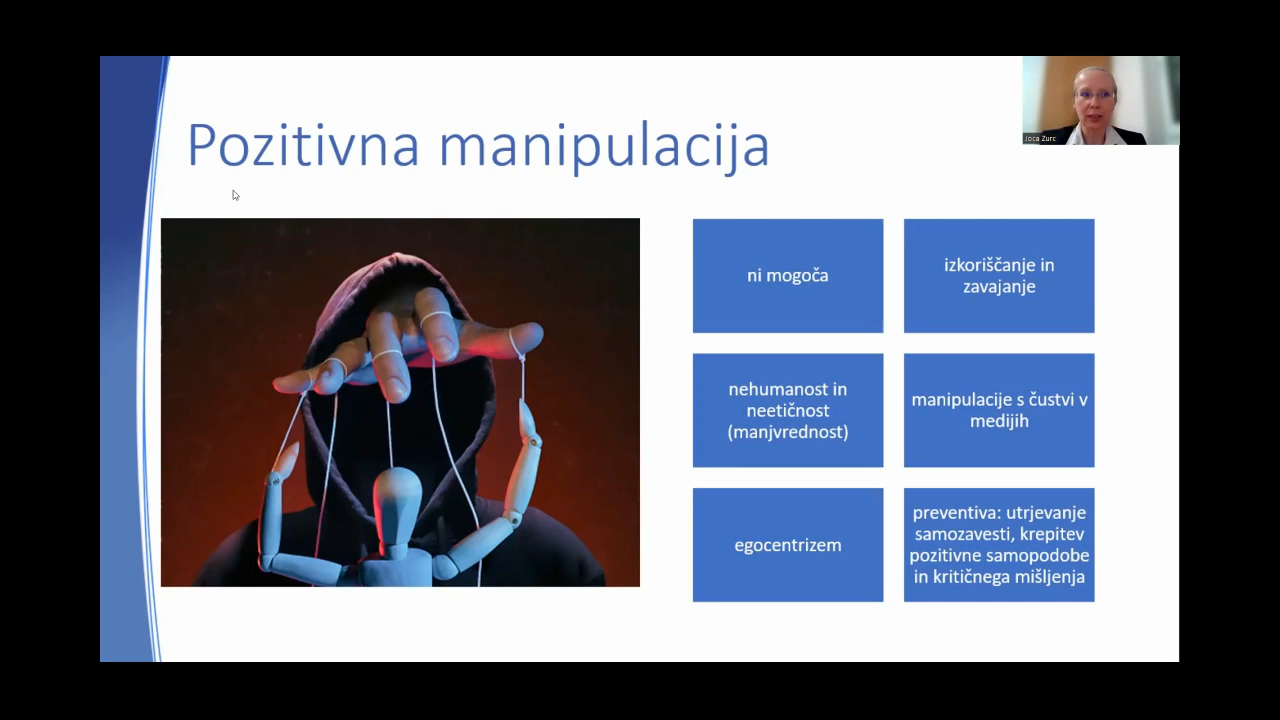 Pozitivna manipulacija
Joca Zurc
ni mogoča
izkoriščanje in
zavajanje
nehumanost in
neetičnost
(manjvrednost)
manipulacije s čustvi v
medijih
egocentrizem
preventiva: utrjevanje
samozavesti, krepitev
pozitivne samopodobe
in kritičnega mišljenja